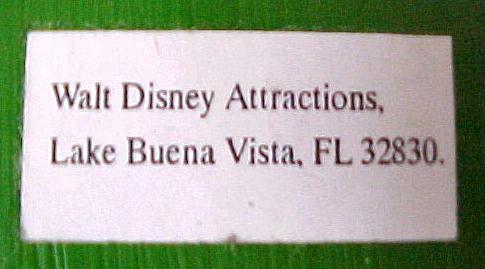 Walt Disney Attractions,
Lake Buena Vista, FL 32830.